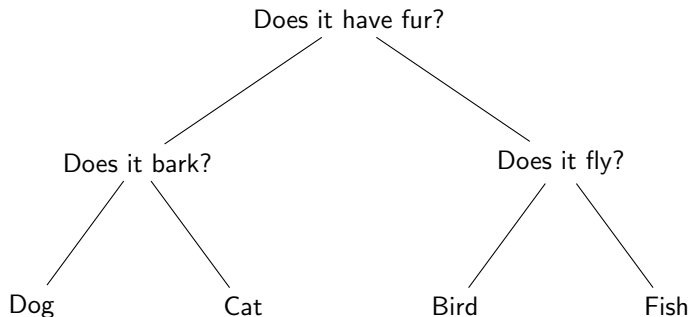 Does it have fur?
Does it bark?
Does it fly?
Dog
Cat
Bird
Fish